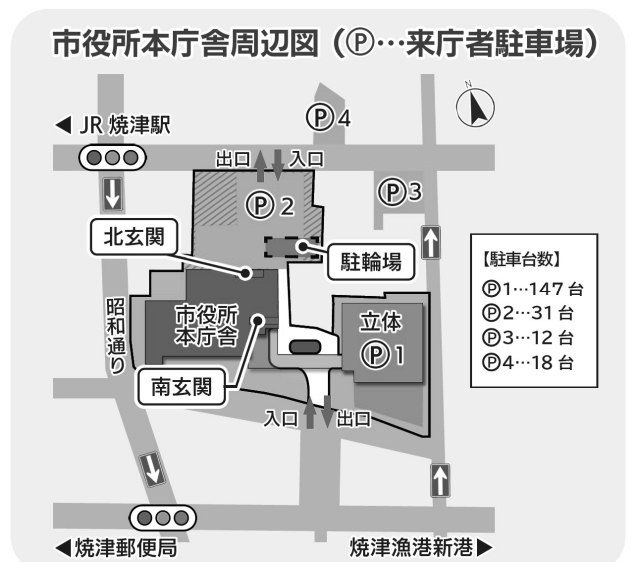 市役所本庁舎周辺図（Ⓟ…来庁者駐車場）
N
◀ JR 焼津駅
Ⓟ4
出口
入口
Ⓟ2
Ⓟ3
北玄関
駐輪場
【駐車台数】
Ⓟ1…147 台
Ⓟ2…31 台
Ⓟ3…12 台
Ⓟ4…18 台
昭和通り
市役所
本庁舎
立体
Ⓟ1
南玄関
入口
出口
◀焼津郵便局
焼津漁港新港▶